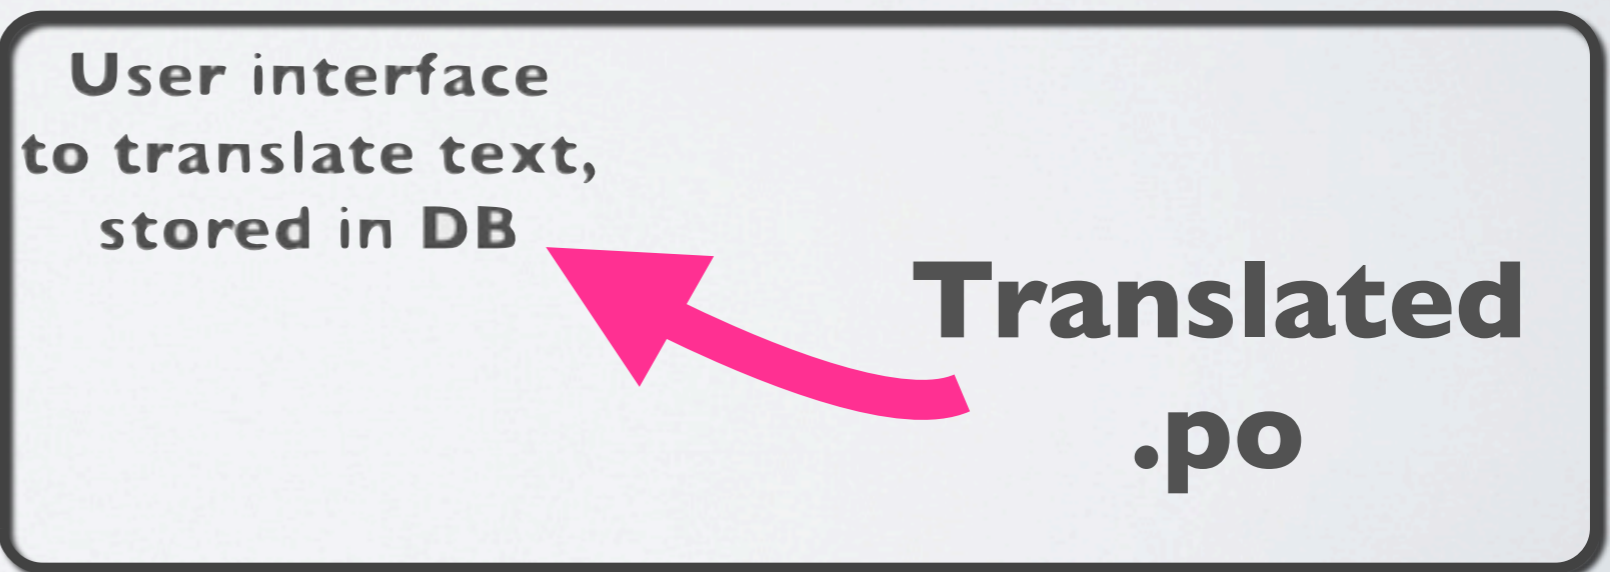 User interface
to translate text,
stored in DB
Translated
.po